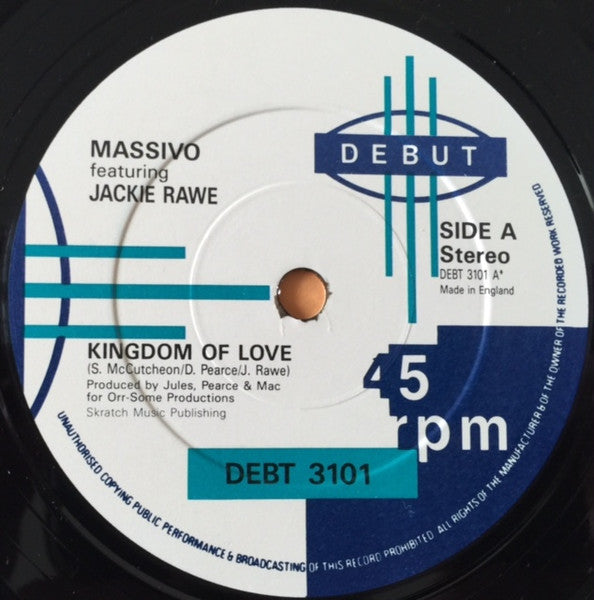 MASSIVO
featuring
JACKIE RAWE
DEBUT
SIDE A
Stereo
DEBT 3101 A*
Made in England
KINGDOM OF LOVE
(S. McCutcheon/D. Pearce/J. Rawe)
Produced by Jules, Pearce & Mac
for Orr-Some Productions
Skratch Music Publishing
45
rpm
DEBT 3101
UNAUTHORISED COPYING PUBLIC PERFORMANCE & BROADCASTING OF THIS RECORD PROHIBITED. ALL RIGHTS OF THE MANUFACTURER & OF THE OWNER OF THE RECORDED WORK RESERVED